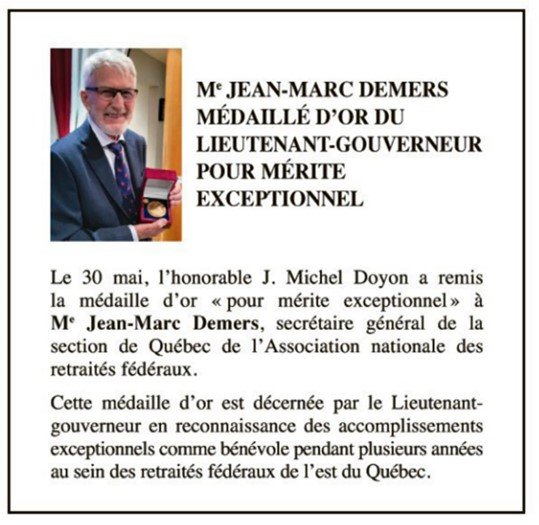 Mᵉ JEAN-MARC DEMERS
MÉDAILLÉ D’OR DU
LIEUTENANT-GOUVERNEUR
POUR MÉRITE
EXCEPTIONNEL
Le 30 mai, l’honorable J. Michel Doyon a remis
la médaille d’or « pour mérite exceptionnel » à
Mᵉ Jean-Marc Demers, secrétaire général de la
section de Québec de l’Association nationale des
retraités fédéraux.
Cette médaille d’or est décernée par le Lieutenant-
gouverneur en reconnaissance des accomplissements
exceptionnels comme bénévole pendant plusieurs années
au sein des retraités fédéraux de l’est du Québec.